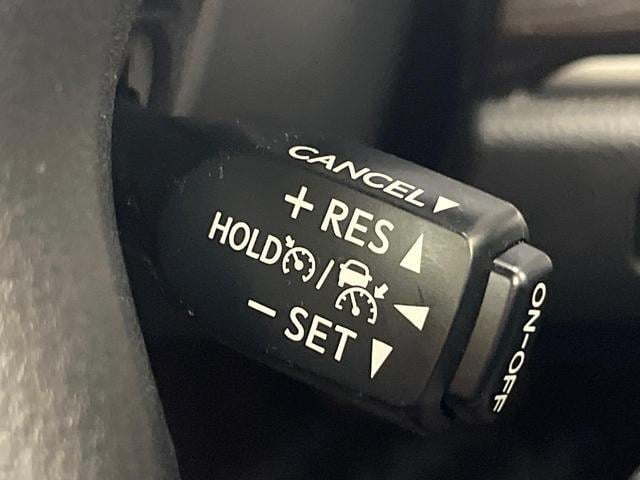 CANCEL ▼
+ RES ▲
HOLD / ◀
- SET ▼
ON-OFF